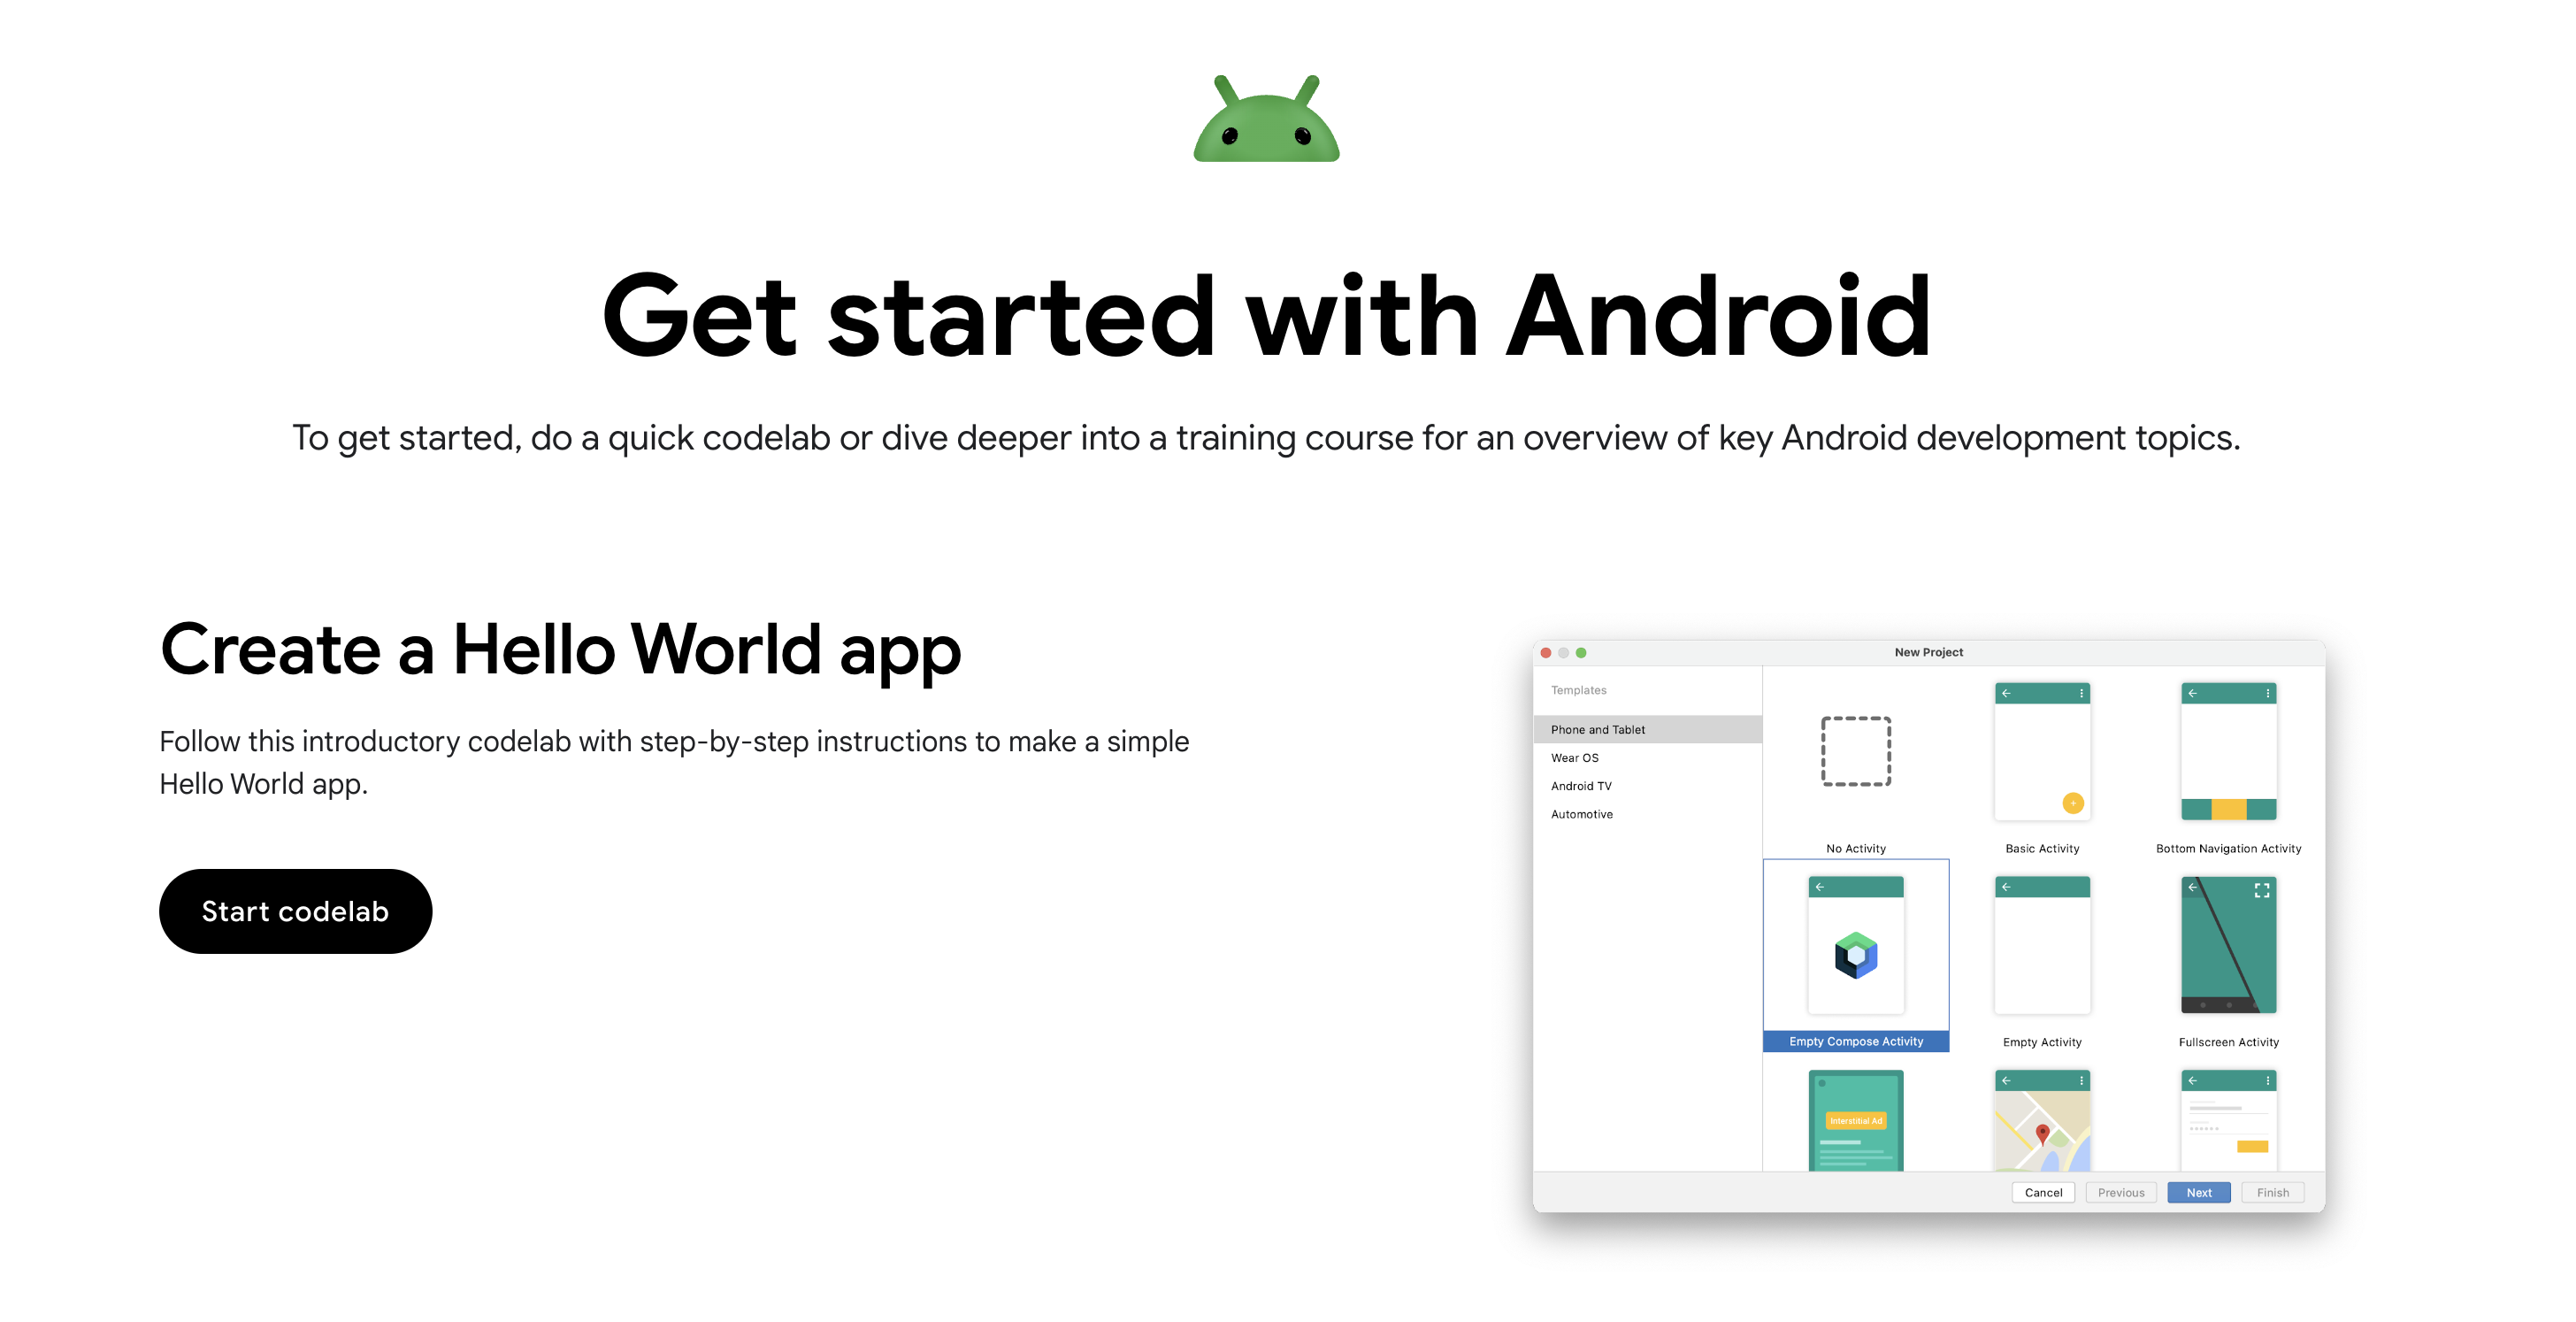 Get started with Android
To get started, do a quick codelab or dive deeper into a training course for an overview of key Android development topics.
Create a Hello World app
Follow this introductory codelab with step-by-step instructions to make a simple
Hello World app.
Start codelab
New Project
Templates
Phone and Tablet
Wear OS
Android TV
Automotive
No Activity
Basic Activity
Bottom Navigation Activity
Empty Compose Activity
Empty Activity
Fullscreen Activity
Interstitial Ad
Cancel
Previous
Next
Finish